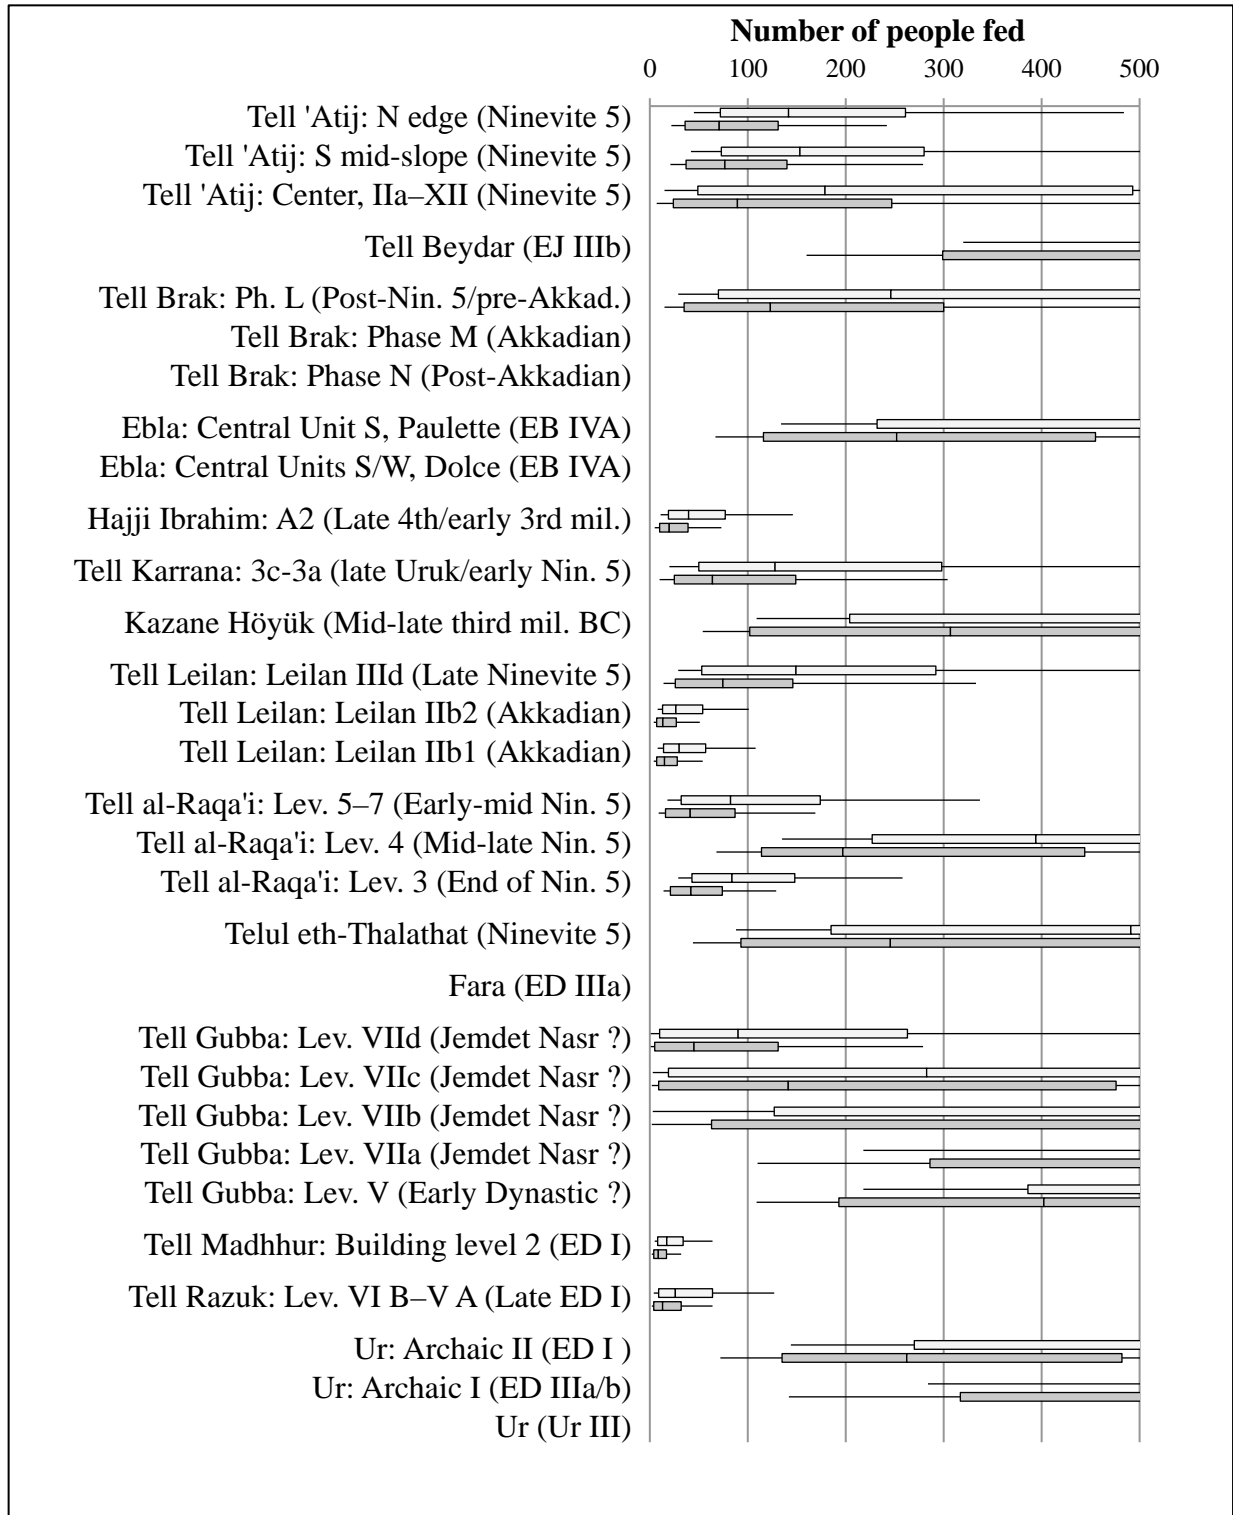 Number of people fed
0 100 200 300 400 500
Tell 'Atij: N edge (Ninevite 5)
Tell 'Atij: S mid-slope (Ninevite 5)
Tell 'Atij: Center, IIa–XII (Ninevite 5)
Tell Beydar (EJ IIIb)
Tell Brak: Ph. L (Post-Nin. 5/pre-Akkad.)
Tell Brak: Phase M (Akkadian)
Tell Brak: Phase N (Post-Akkadian)
Ebla: Central Unit S, Paulette (EB IVA)
Ebla: Central Units S/W, Dolce (EB IVA)
Hajji Ibrahim: A2 (Late 4th/early 3rd mil.)
Tell Karrana: 3c-3a (late Uruk/early Nin. 5)
Kazane Höyük (Mid-late third mil. BC)
Tell Leilan: Leilan IIId (Late Ninevite 5)
Tell Leilan: Leilan IIb2 (Akkadian)
Tell Leilan: Leilan IIb1 (Akkadian)
Tell al-Raqa'i: Lev. 5–7 (Early-mid Nin. 5)
Tell al-Raqa'i: Lev. 4 (Mid-late Nin. 5)
Tell al-Raqa'i: Lev. 3 (End of Nin. 5)
Telul eth-Thalathat (Ninevite 5)
Fara (ED IIIa)
Tell Gubba: Lev. VIId (Jemdet Nasr ?)
Tell Gubba: Lev. VIIc (Jemdet Nasr ?)
Tell Gubba: Lev. VIIb (Jemdet Nasr ?)
Tell Gubba: Lev. VIIa (Jemdet Nasr ?)
Tell Gubba: Lev. V (Early Dynastic ?)
Tell Madhhur: Building level 2 (ED I)
Tell Razuk: Lev. VI B–V A (Late ED I)
Ur: Archaic II (ED I )
Ur: Archaic I (ED IIIa/b)
Ur (Ur III)